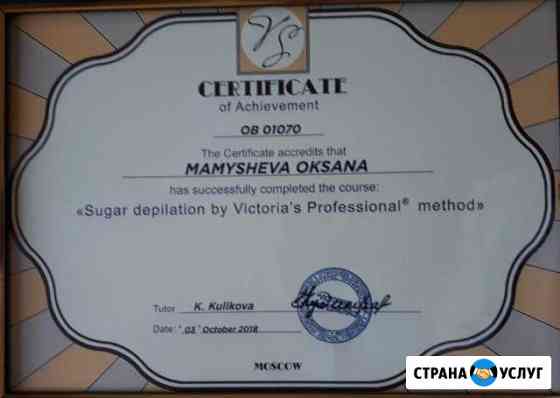 VS
CERTIFICATE
of Achievement
OB 01070
The Certificate accredits that
MAMYSHEVA OKSANA
has successfully completed the course:
«Sugar depilation by Victoria's Professional® method»
Tutor K. Kulikova
Date: "03" October 2018
MOSCOW
СТРАНА УСЛУГ